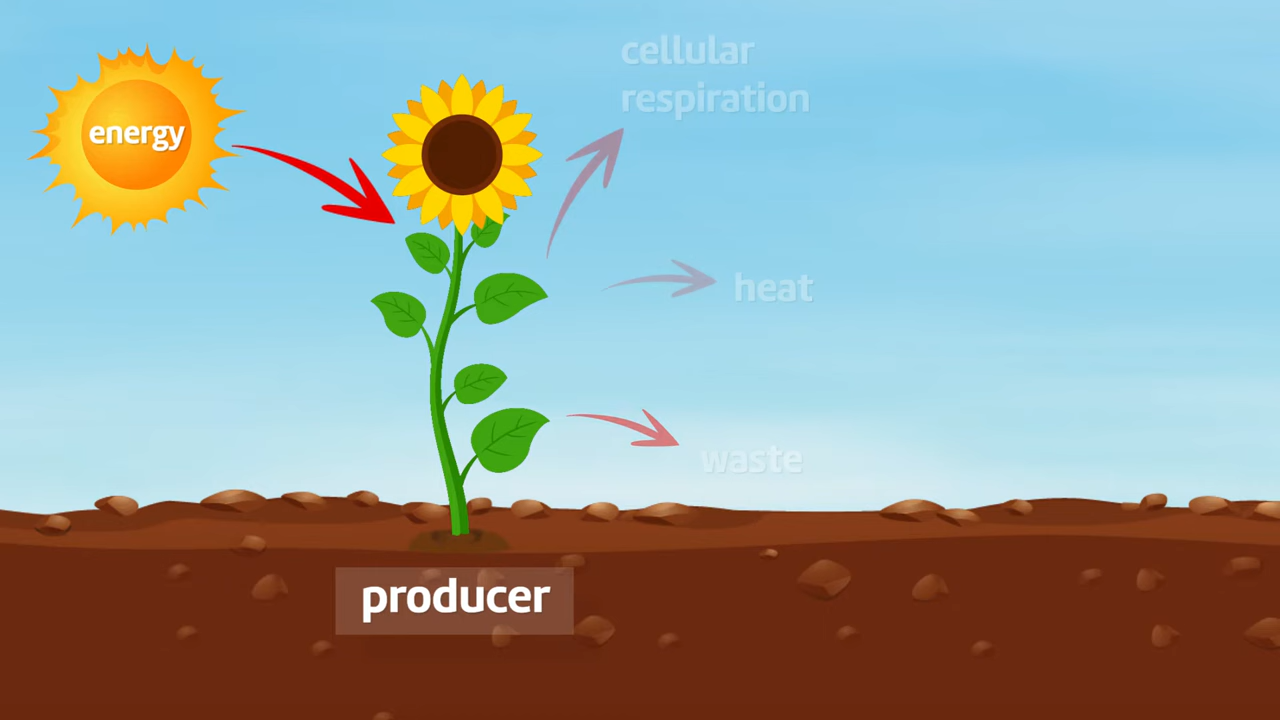 energy
cellular
respiration
heat
waste
producer